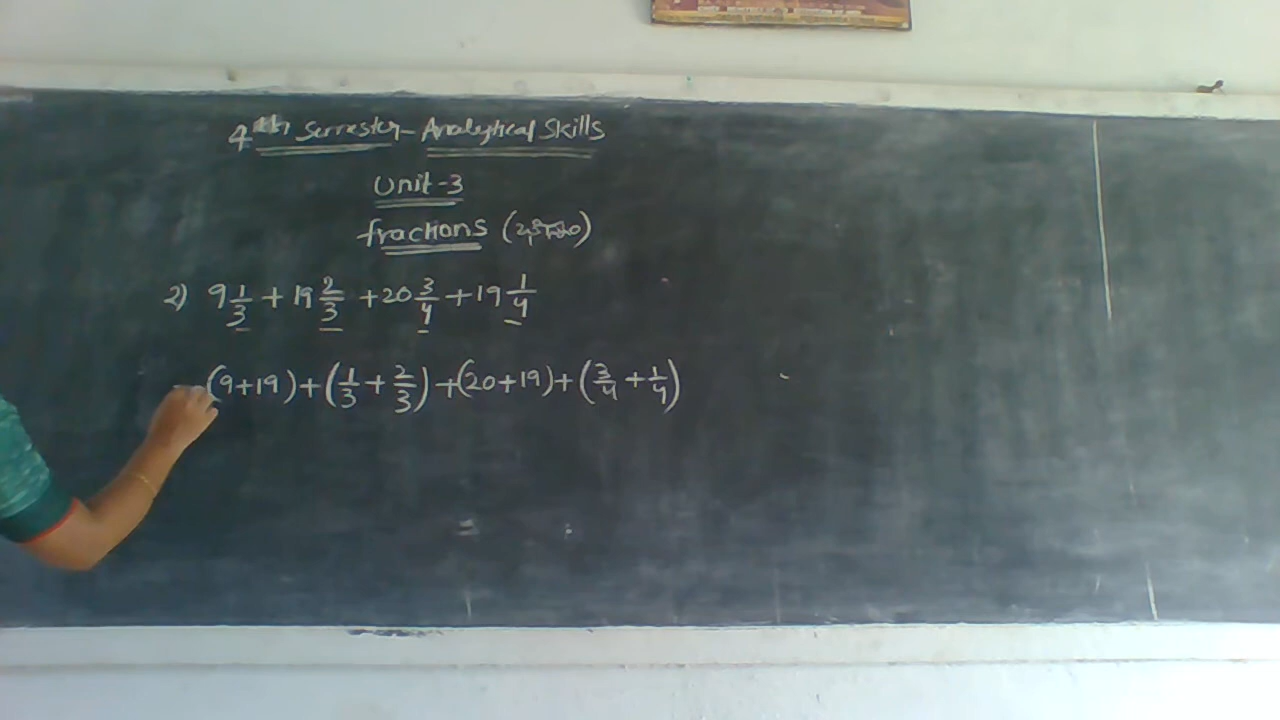 4th Semester - Analytical Skills
Unit-3
fractions (భిన్నాలు)
2) 9 1/3 + 19 2/3 + 20 3/4 + 19 1/4
(9+19)+(1/3 + 2/3)+(20+19)+(3/4 + 1/4)